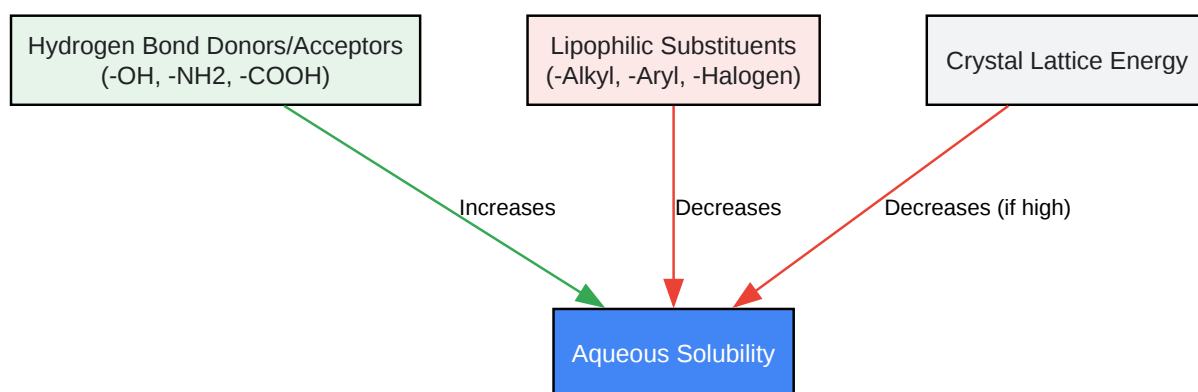 Hydrogen Bond Donors/Acceptors
(-OH, -NH2, -COOH)
Lipophilic Substituents
(-Alkyl, -Aryl, -Halogen)
Crystal Lattice Energy
Increases
Decreases
Decreases (if high)
Aqueous Solubility